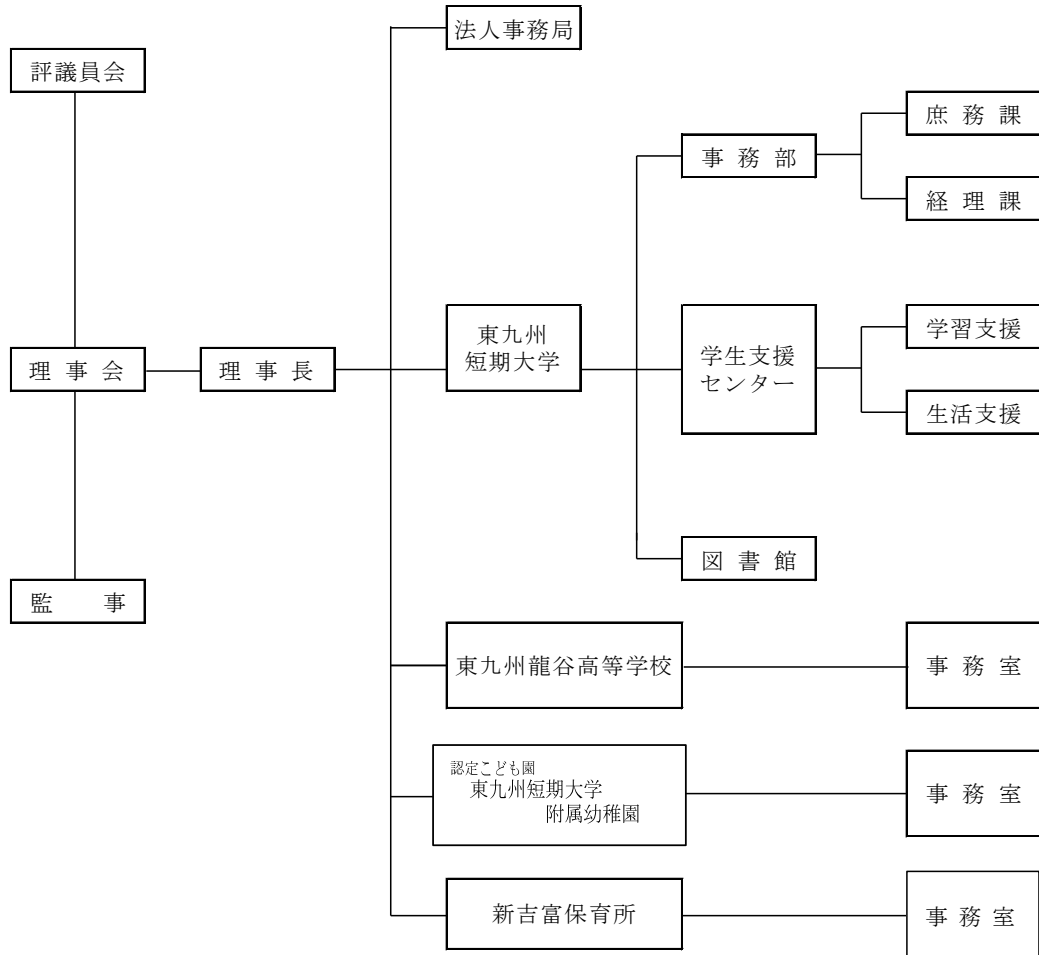 法人事務局
評議員会
庶務課
事務部
経理課
東九州
短期大学
学習支援
学生支援
センター
理事会
理事長
生活支援
図書館
監事
東九州龍谷高等学校
事務室
認定こども園
東九州短期大学
附属幼稚園
事務室
新吉富保育所
事務室